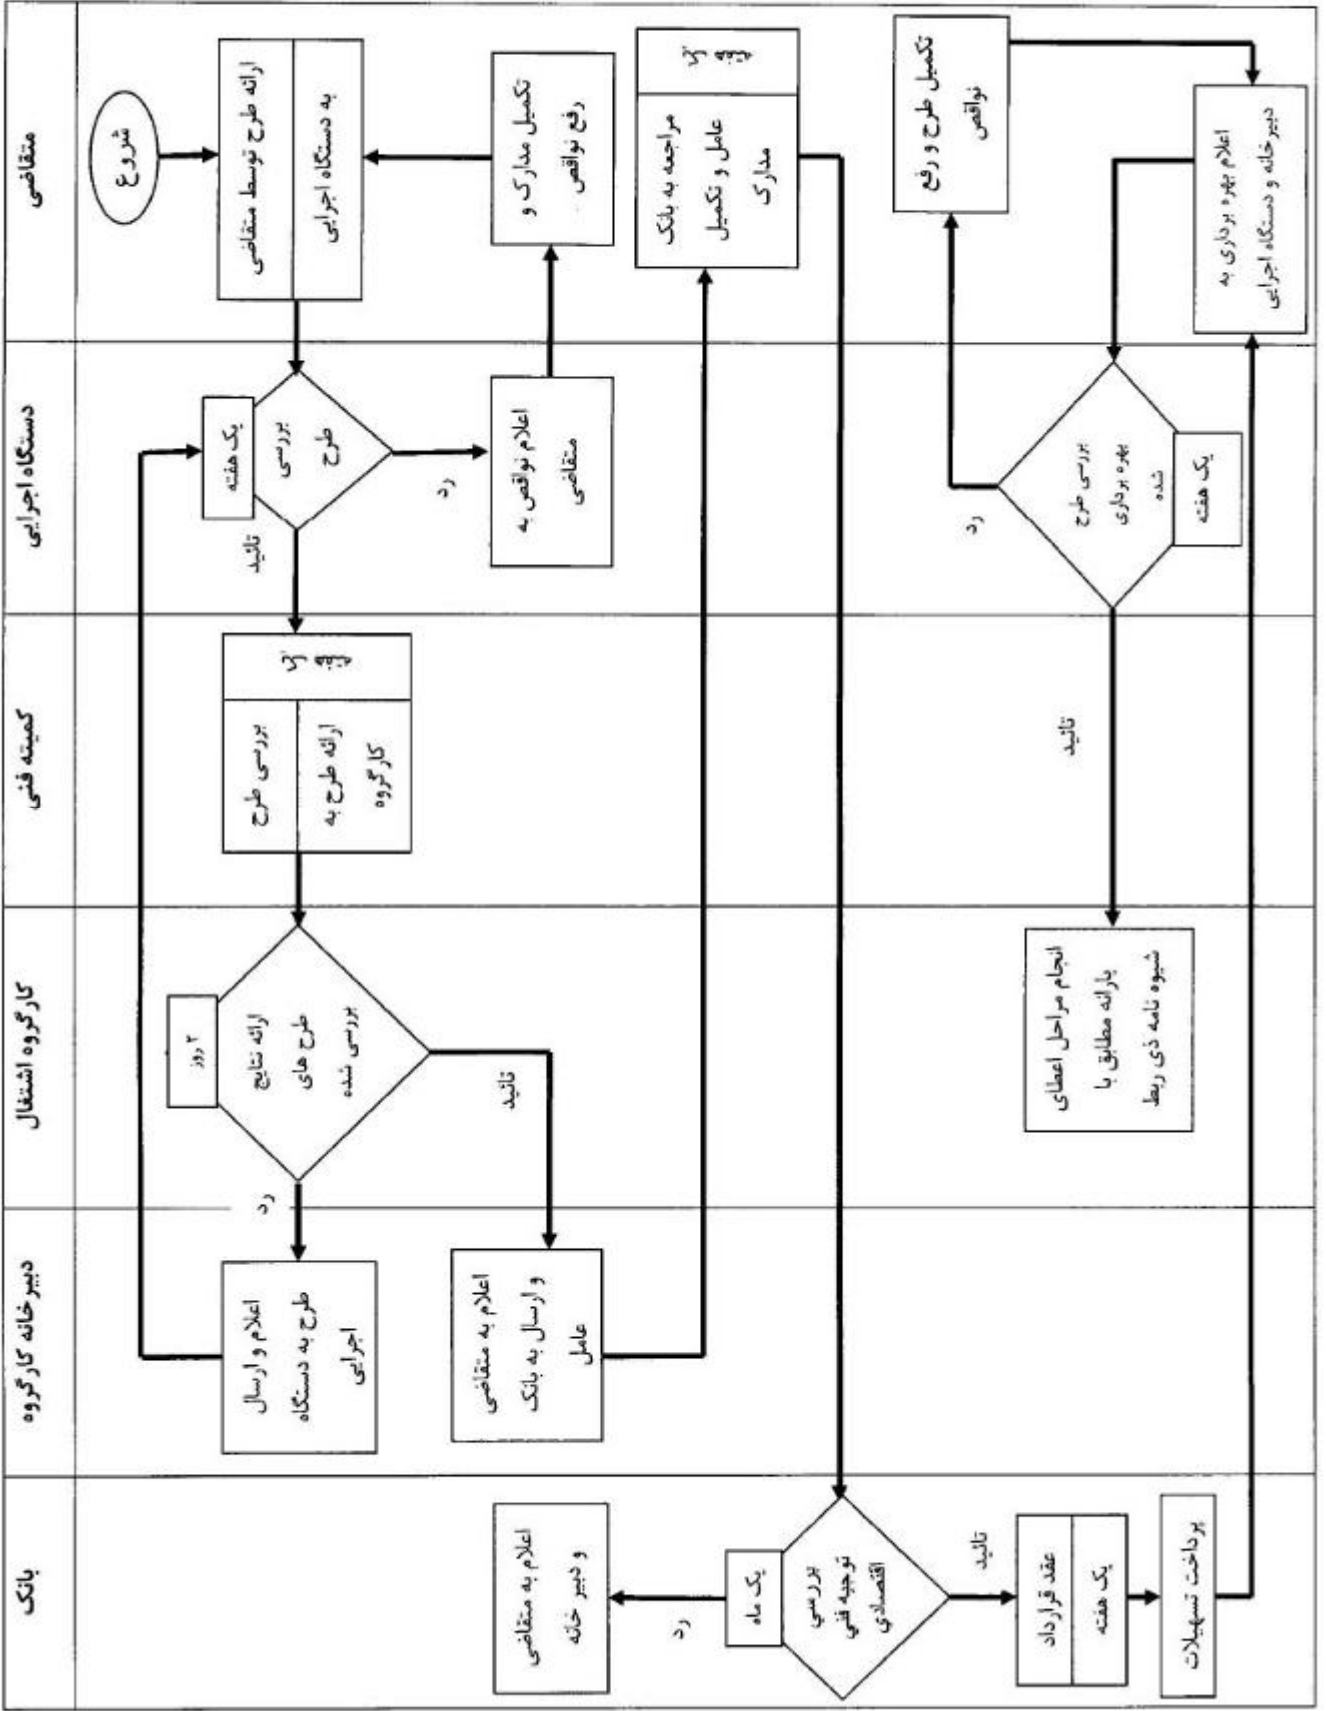 متقاضی
شروع
ارائه طرح توسط متقاضی
به دستگاه اجرایی
تکمیل مدارک و
رفع نواقص
مراجعه به بانک
عامل و تکمیل
مدارک
تکمیل طرح و رفع
نواقص
اعلام بهره برداری به
دبیرخانه و دستگاه اجرایی
دستگاه اجرایی
یک هفته
بررسی
طرح
تائید
رد
اعلام نواقص به
متقاضی
رد
بررسی طرح
بهره برداری
شده
یک هفته
کمیته فنی
بررسی طرح
ارائه طرح به
کارگروه
تائید
کارگروه اشتغال
۲ روز
ارائه نتایج
طرح های
بررسی شده
رد
تائید
انجام مراحل اعطای
یارانه مطابق با
شیوه نامه ذی ربط
دبیرخانه کارگروه
اعلام و ارسال
طرح به دستگاه
اجرایی
اعلام به متقاضی
و ارسال به بانک
عامل
بانک
اعلام به متقاضی
و دبیر خانه
رد
یک ماه
بررسي
توجیه فني
اقتصادي
تائید
عقد قرارداد
یک هفته
پرداخت تسهیلات